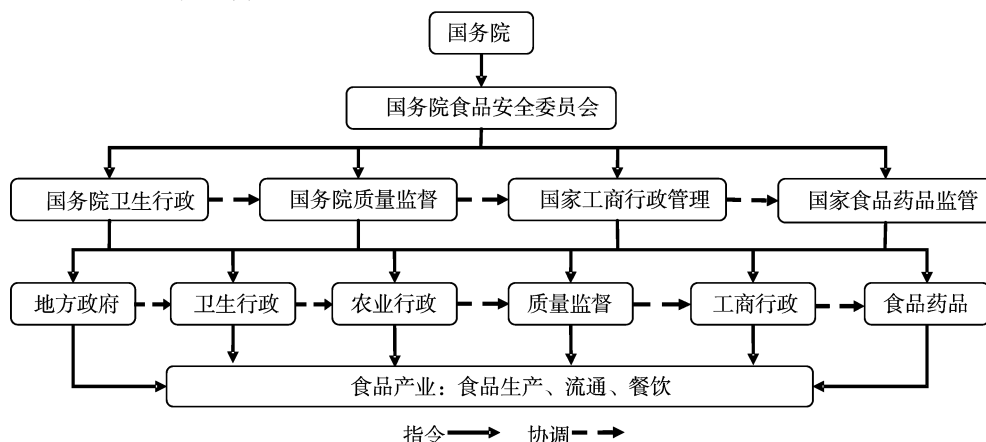 国务院
国务院食品安全委员会
国务院卫生行政
国务院质量监督
国家工商行政管理
国家食品药品监管
地方政府
卫生行政
农业行政
质量监督
工商行政
食品药品
食品产业：食品生产、流通、餐饮
指令
协调